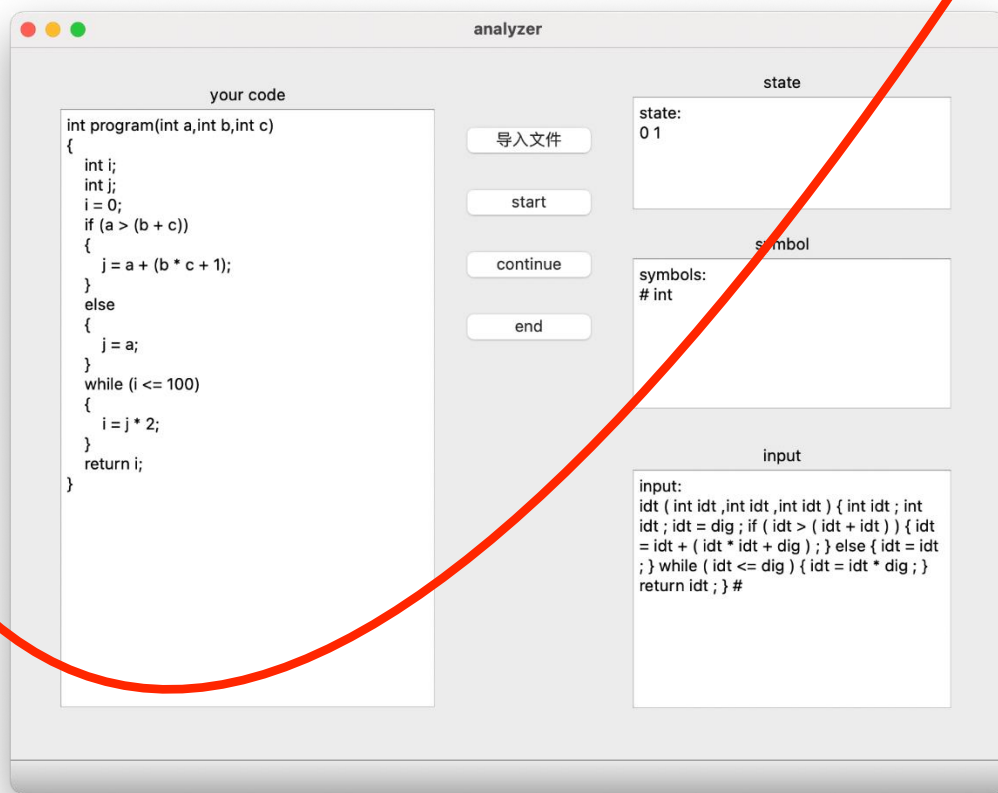 analyzer
your code
int program(int a,int b,int c)
{
int i;
int j;
i = 0;
if (a > (b + c))
{
j = a + (b * c + 1);
}
else
{
j = a;
}
while (i <= 100)
{
i = j * 2;
}
return i;
}
导入文件
start
continue
end
state
state:
0 1
symbol
symbols:
# int
input
input:
idt ( int idt ,int idt ,int idt ) { int idt ; int
idt ; idt = dig ; if ( idt > ( idt + idt ) ) { idt
= idt + ( idt * idt + dig ) ; } else { idt = idt
; } while ( idt <= dig ) { idt = idt * dig ; }
return idt ; } #